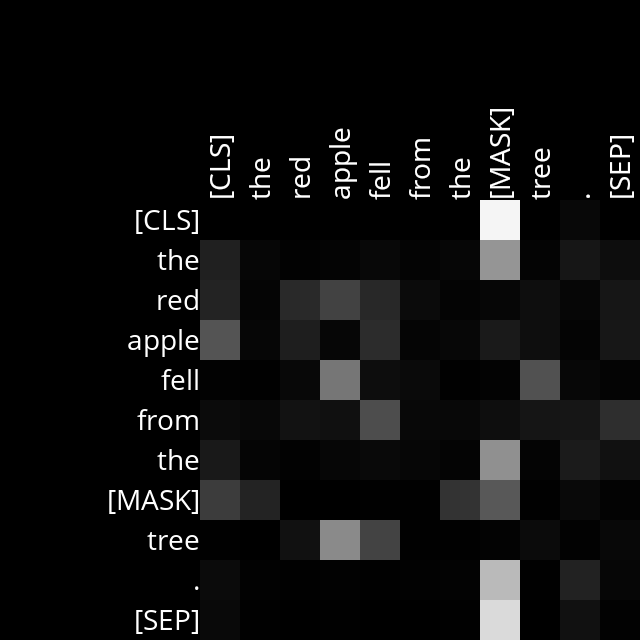 [CLS] the red apple fell from the [MASK] tree . [SEP]
[CLS]
the
red
apple
fell
from
the
[MASK]
tree
.
[SEP]